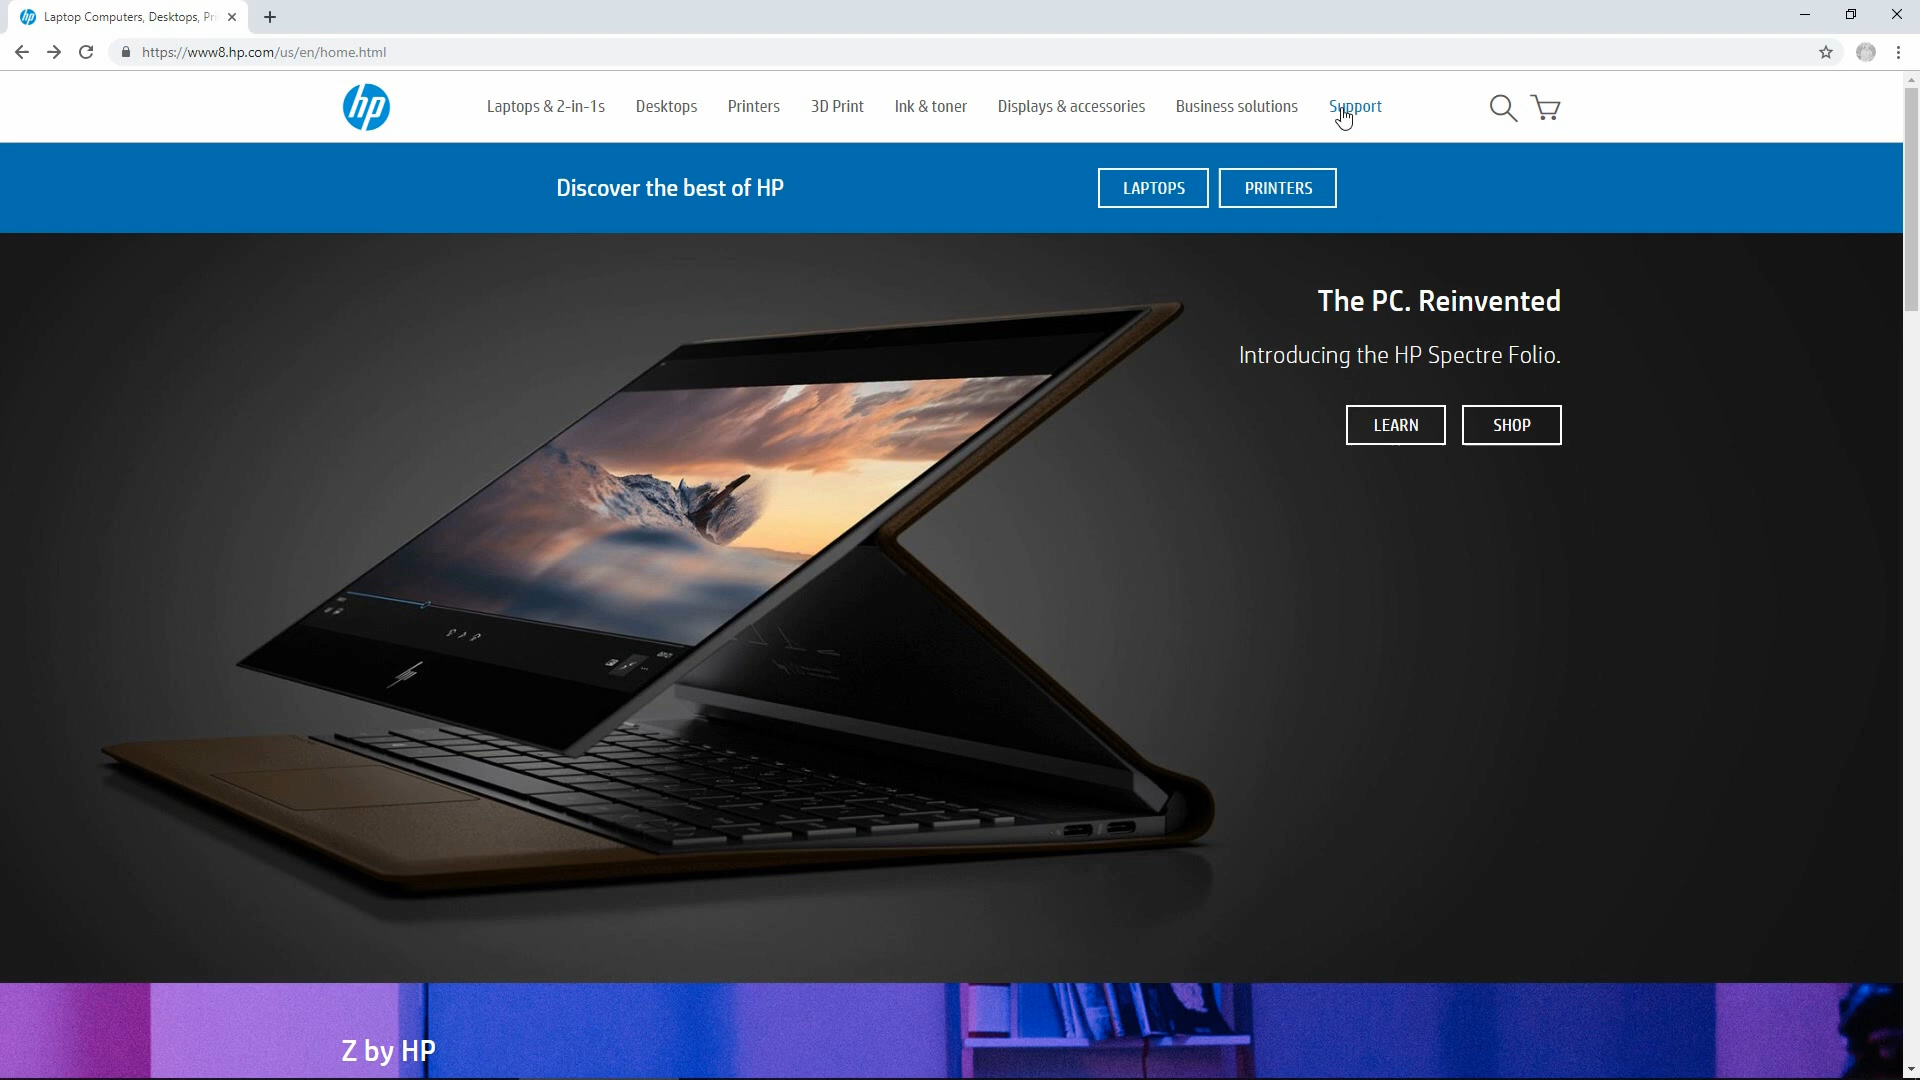 Laptop Computers, Desktops, Pri
https://www8.hp.com/us/en/home.html
hp
Laptops & 2-in-1s
Desktops
Printers
3D Print
Ink & toner
Displays & accessories
Business solutions
Support
Discover the best of HP
LAPTOPS
PRINTERS
The PC. Reinvented
Introducing the HP Spectre Folio.
LEARN
SHOP
hp
Z by HP